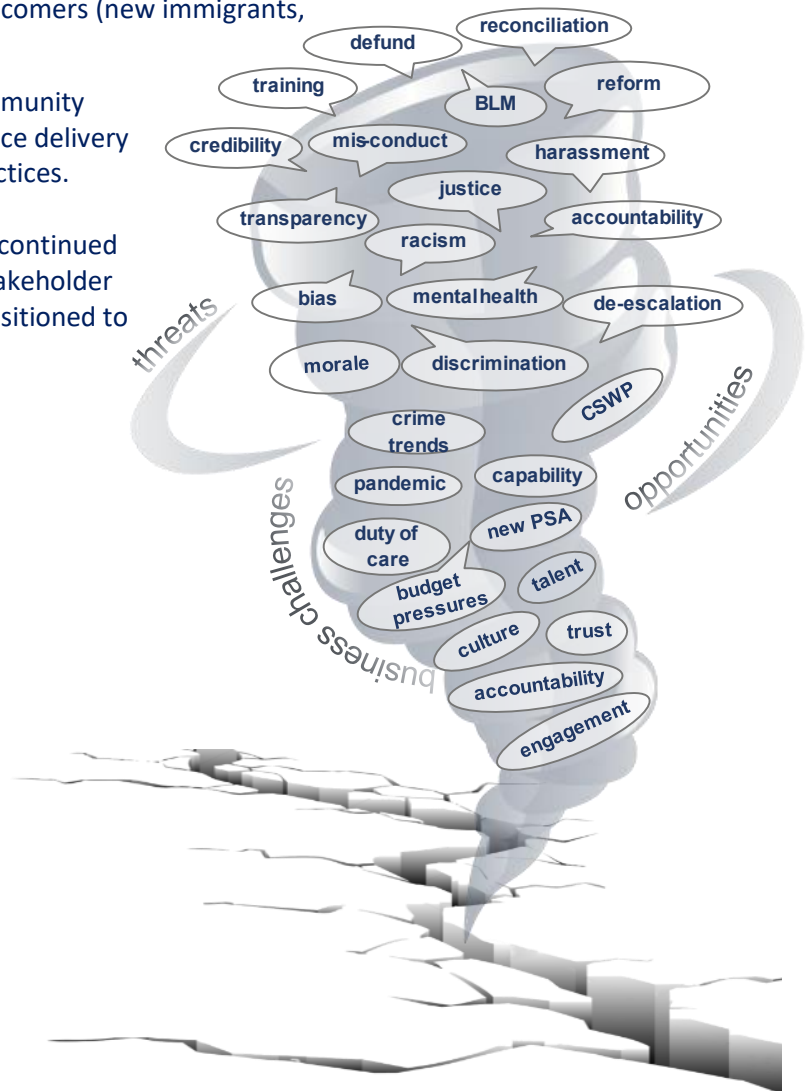 comers (new immigrants,
munity
ce delivery
ctices.
continued
akeholder
sitioned to
reconciliation
defund
training
BLM
reform
credibility
mis-conduct
harassment
justice
transparency
accountability
racism
bias
mental health
de-escalation
threats
morale
discrimination
CSWP
opportunities
crime
trends
pandemic
capability
business challenges
duty of
care
new PSA
budget
pressures
talent
culture
trust
accountability
engagement